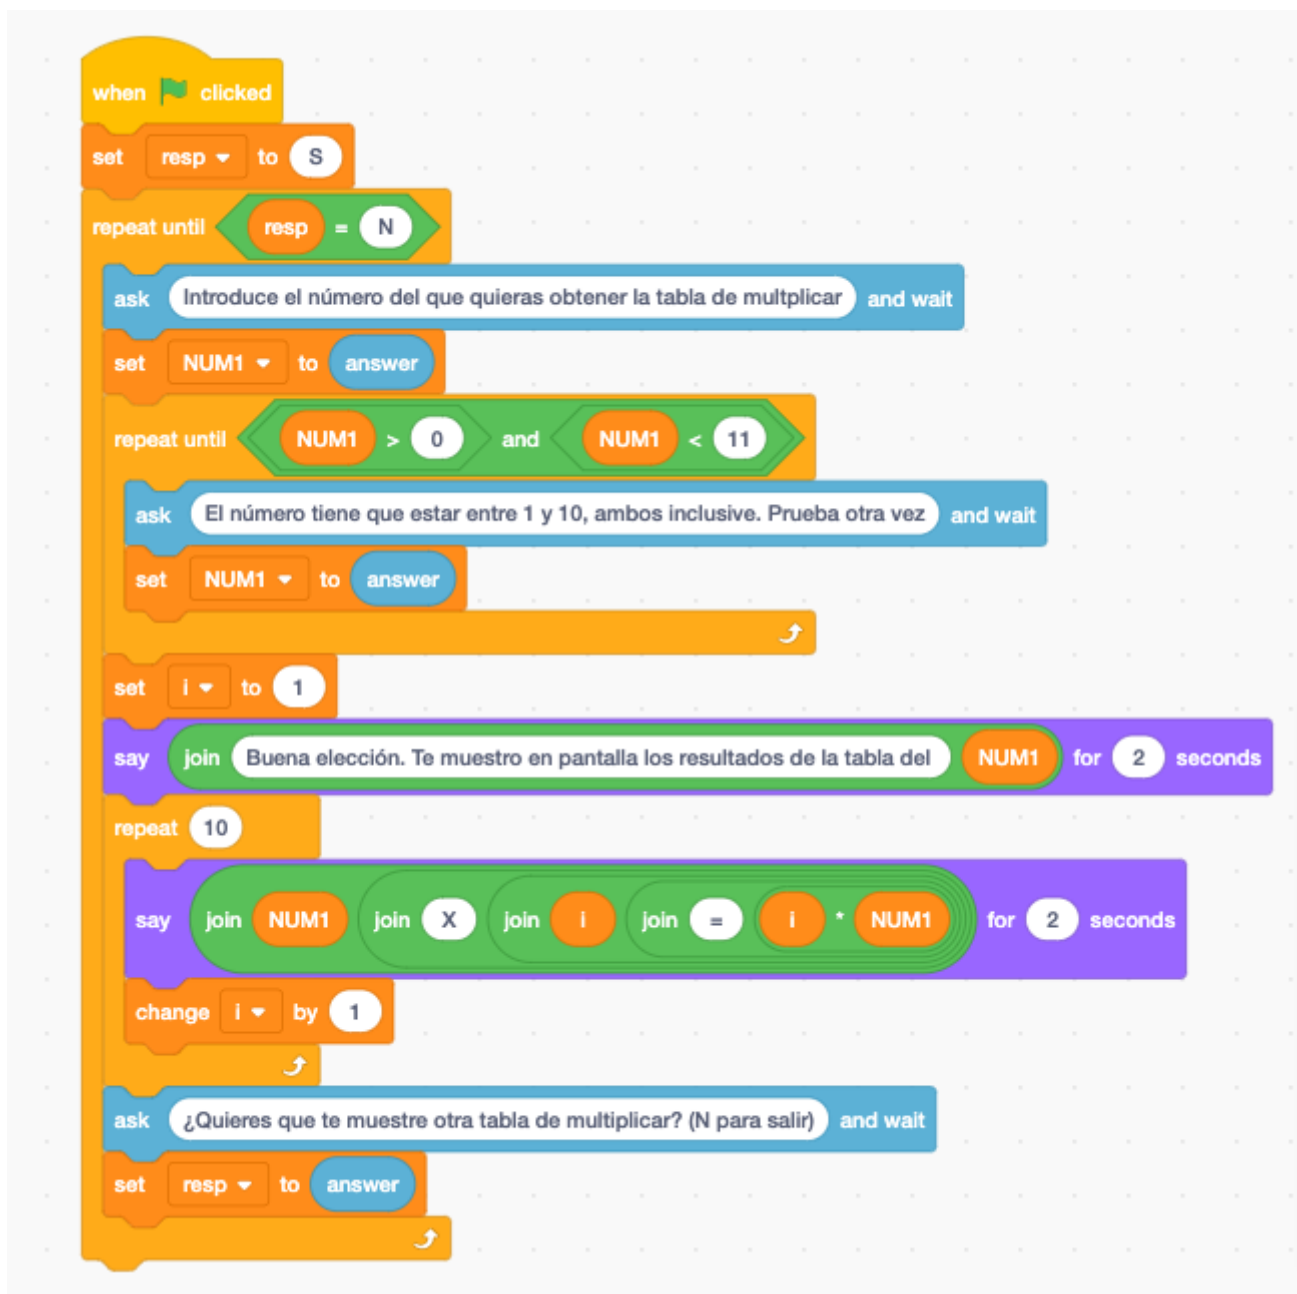 when clicked
set resp to S
repeat until resp = N
ask Introduce el número del que quieras obtener la tabla de multplicar and wait
set NUM1 to answer
repeat until NUM1 > 0 and NUM1 < 11
ask El número tiene que estar entre 1 y 10, ambos inclusive. Prueba otra vez and wait
set NUM1 to answer
set i to 1
say join Buena elección. Te muestro en pantalla los resultados de la tabla del NUM1 for 2 seconds
repeat 10
say join NUM1 join X join i join = i * NUM1 for 2 seconds
change i by 1
ask ¿Quieres que te muestre otra tabla de multiplicar? (N para salir) and wait
set resp to answer